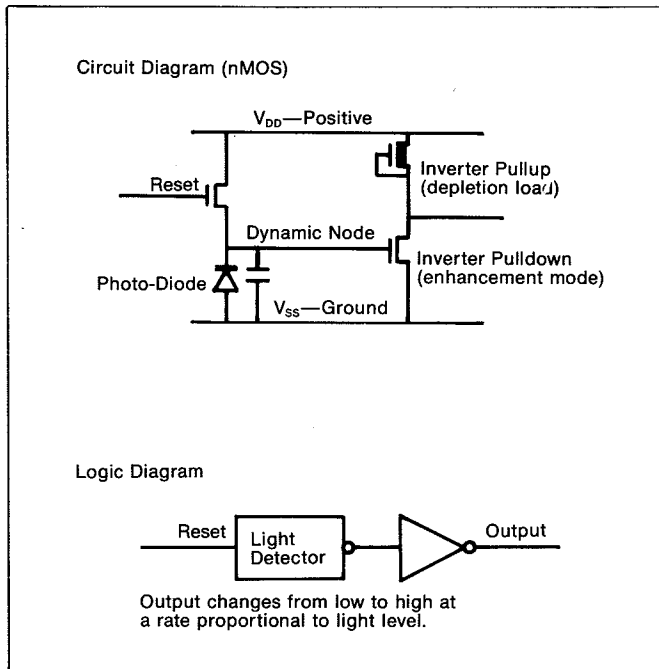 Circuit Diagram (nMOS)
V_DD—Positive
Inverter Pullup
(depletion load)
Reset
Dynamic Node
Inverter Pulldown
(enhancement mode)
Photo-Diode
V_SS—Ground
Logic Diagram
Reset
Light
Detector
Output
Output changes from low to high at
a rate proportional to light level.